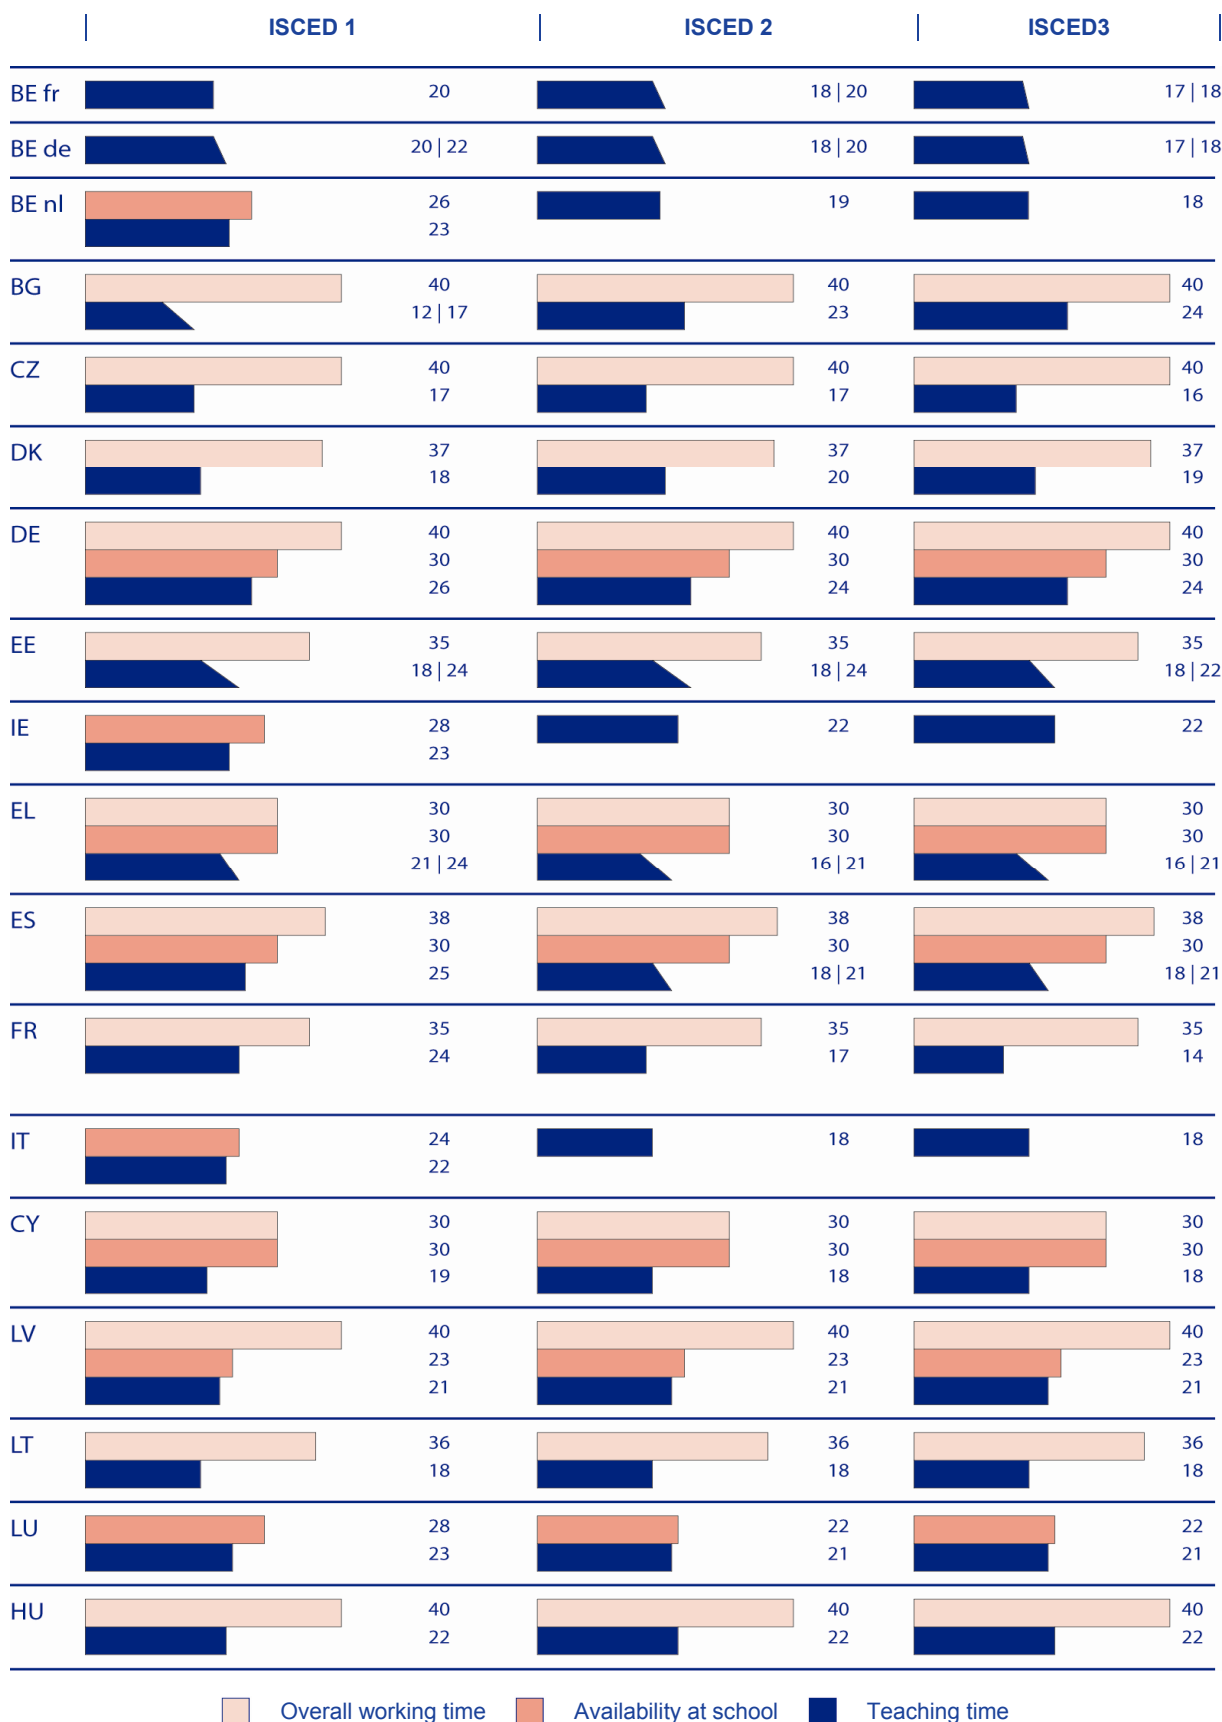 ISCED 1 ISCED 2 ISCED3
BE fr 20 18 | 20 17 | 18
BE de 20 | 22 18 | 20 17 | 18
BE nl 26 19 18
23
BG 40 40 40
12 | 17 23 24
CZ 40 40 40
17 17 16
DK 37 37 37
18 20 19
DE 40 40 40
30 30 30
26 24 24
EE 35 35 35
18 | 24 18 | 24 18 | 22
IE 28 22 22
23
EL 30 30 30
30 30 30
21 | 24 16 | 21 16 | 21
ES 38 38 38
30 30 30
25 18 | 21 18 | 21
FR 35 35 35
24 17 14
IT 24 18 18
22
CY 30 30 30
30 30 30
19 18 18
LV 40 40 40
23 23 23
21 21 21
LT 36 36 36
18 18 18
LU 28 22 22
23 21 21
HU 40 40 40
22 22 22
Overall working time Availability at school Teaching time